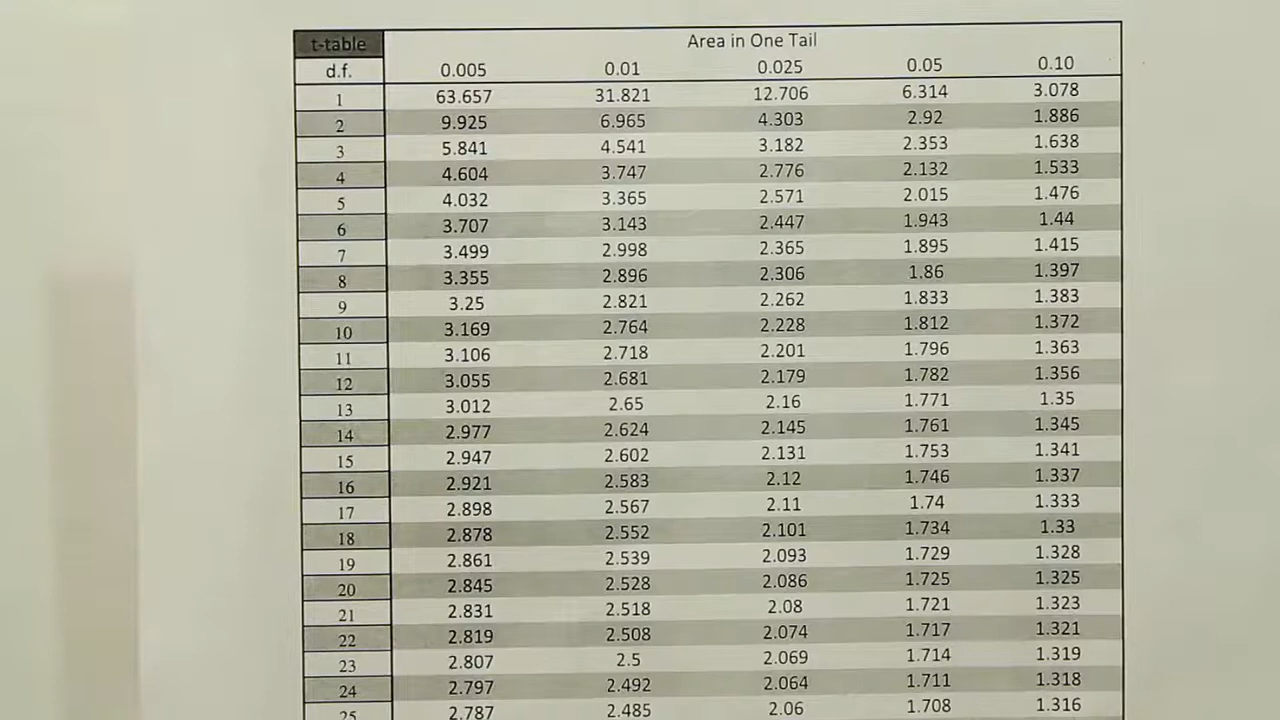 t-table Area in One Tail
d.f. 0.005 0.01 0.025 0.05 0.10
1 63.657 31.821 12.706 6.314 3.078
2 9.925 6.965 4.303 2.92 1.886
3 5.841 4.541 3.182 2.353 1.638
4 4.604 3.747 2.776 2.132 1.533
5 4.032 3.365 2.571 2.015 1.476
6 3.707 3.143 2.447 1.943 1.44
7 3.499 2.998 2.365 1.895 1.415
8 3.355 2.896 2.306 1.86 1.397
9 3.25 2.821 2.262 1.833 1.383
10 3.169 2.764 2.228 1.812 1.372
11 3.106 2.718 2.201 1.796 1.363
12 3.055 2.681 2.179 1.782 1.356
13 3.012 2.65 2.16 1.771 1.35
14 2.977 2.624 2.145 1.761 1.345
15 2.947 2.602 2.131 1.753 1.341
16 2.921 2.583 2.12 1.746 1.337
17 2.898 2.567 2.11 1.74 1.333
18 2.878 2.552 2.101 1.734 1.33
19 2.861 2.539 2.093 1.729 1.328
20 2.845 2.528 2.086 1.725 1.325
21 2.831 2.518 2.08 1.721 1.323
22 2.819 2.508 2.074 1.717 1.321
23 2.807 2.5 2.069 1.714 1.319
24 2.797 2.492 2.064 1.711 1.318
25 2.787 2.485 2.06 1.708 1.316